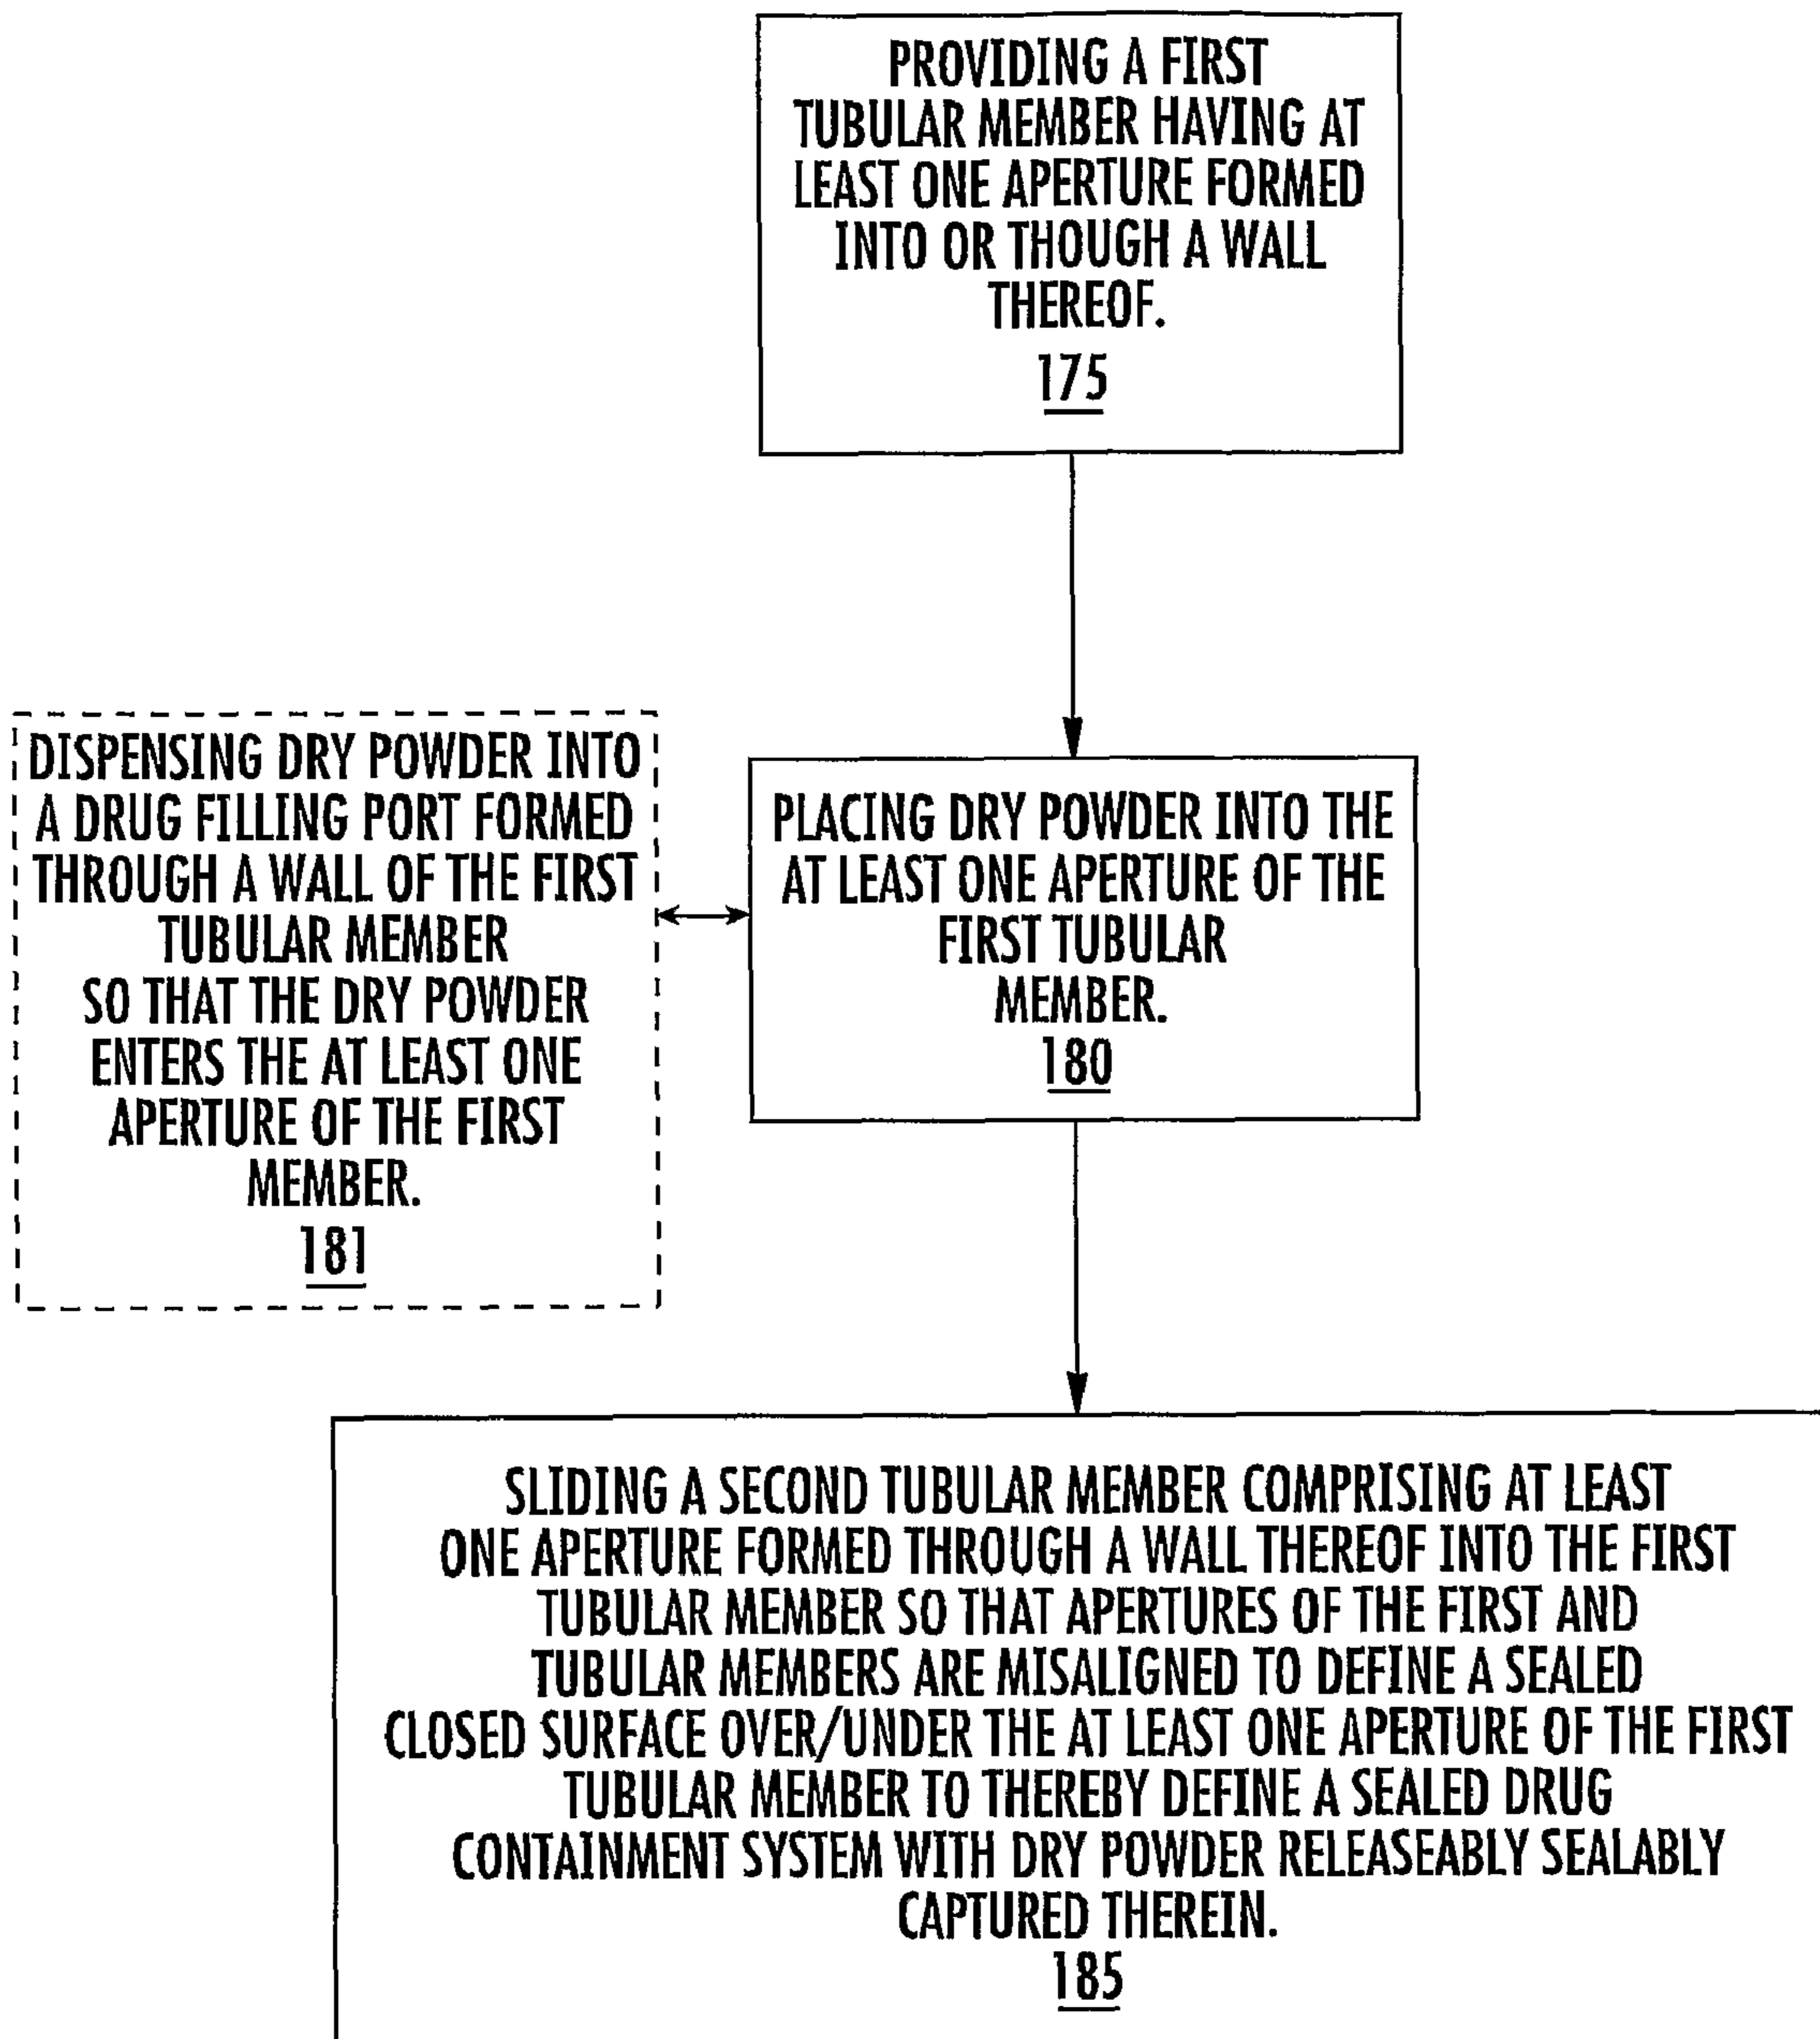 PROVIDING A FIRST
TUBULAR MEMBER HAVING AT
LEAST ONE APERTURE FORMED
INTO OR THOUGH A WALL
THEREOF.
175
DISPENSING DRY POWDER INTO
A DRUG FILLING PORT FORMED
THROUGH A WALL OF THE FIRST
TUBULAR MEMBER
SO THAT THE DRY POWDER
ENTERS THE AT LEAST ONE
APERTURE OF THE FIRST
MEMBER.
181
PLACING DRY POWDER INTO THE
AT LEAST ONE APERTURE OF THE
FIRST TUBULAR
MEMBER.
180
SLIDING A SECOND TUBULAR MEMBER COMPRISING AT LEAST
ONE APERTURE FORMED THROUGH A WALL THEREOF INTO THE FIRST
TUBULAR MEMBER SO THAT APERTURES OF THE FIRST AND
TUBULAR MEMBERS ARE MISALIGNED TO DEFINE A SEALED
CLOSED SURFACE OVER/UNDER THE AT LEAST ONE APERTURE OF THE FIRST
TUBULAR MEMBER TO THEREBY DEFINE A SEALED DRUG
CONTAINMENT SYSTEM WITH DRY POWDER RELEASEABLY SEALABLY
CAPTURED THEREIN.
185